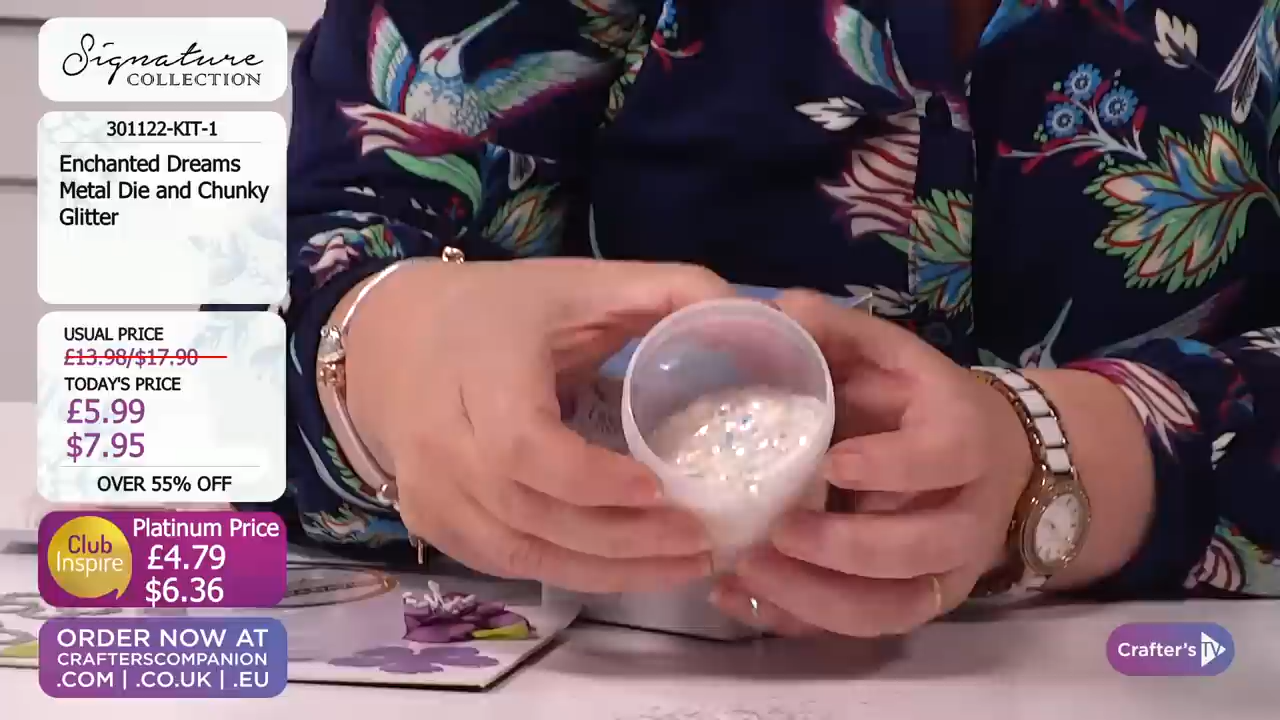 Signature
COLLECTION
301122-KIT-1
Enchanted Dreams
Metal Die and Chunky
Glitter
USUAL PRICE
£13.98/$17.90
TODAY'S PRICE
£5.99
$7.95
OVER 55% OFF
Club
Inspire
Platinum Price
£4.79
$6.36
ORDER NOW AT
CRAFTERSCOMPANION
.COM | .CO.UK | .EU
Crafter's TV